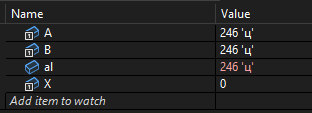 Name Value
A 246 'ц'
B 246 'ц'
al 246 'ц'
X 0
Add item to watch